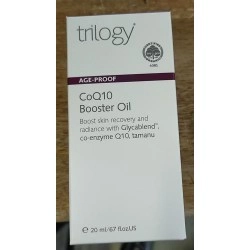 trilogy
AGE-PROOF
CoQ10
Booster Oil
Boost skin recovery and
radiance with Glycablend™,
co-enzyme Q10, tamanu
e 20 ml/67 fl.oz.US